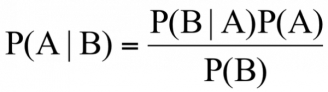 P(A | B) = P(B | A)P(A) / P(B)